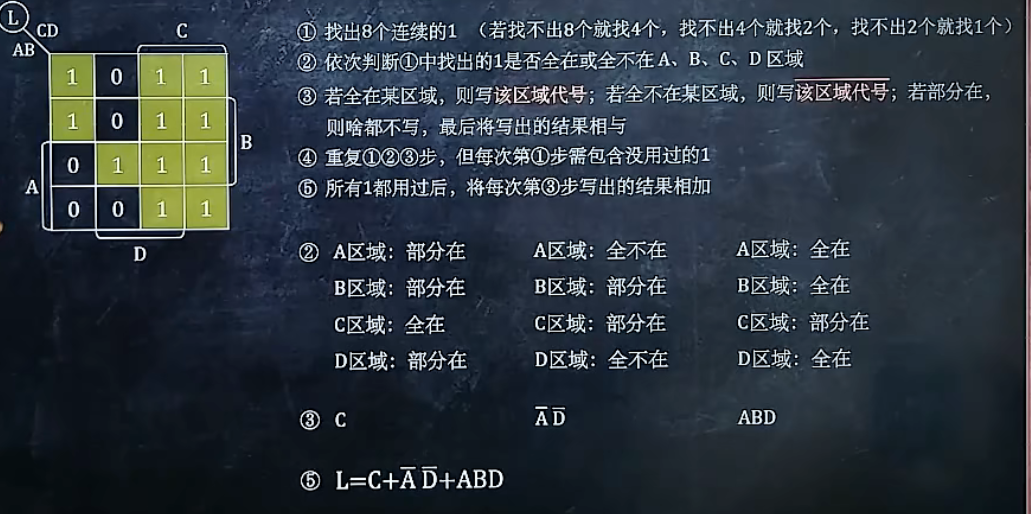 L
CD
AB
C
1 0 1 1
1 0 1 1
B
0 1 1 1
A
0 0 1 1
D
① 找出8个连续的1 （若找不出8个就找4个，找不出4个就找2个，找不出2个就找1个）
② 依次判断①中找出的1是否全在或全不在 A、B、C、D 区域
③ 若全在某区域，则写该区域代号；若全不在某区域，则写该区域代号；若部分在，
则啥都不写，最后将写出的结果相与
④ 重复①②③步，但每次第①步需包含没用过的1
⑤ 所有1都用过后，将每次第③步写出的结果相加
② A区域：部分在 A区域：全不在 A区域：全在
B区域：部分在 B区域：部分在 B区域：全在
C区域：全在 C区域：部分在 C区域：部分在
D区域：部分在 D区域：全不在 D区域：全在
③ C A̅ D̅ ABD
⑤ L=C+A̅ D̅+ABD